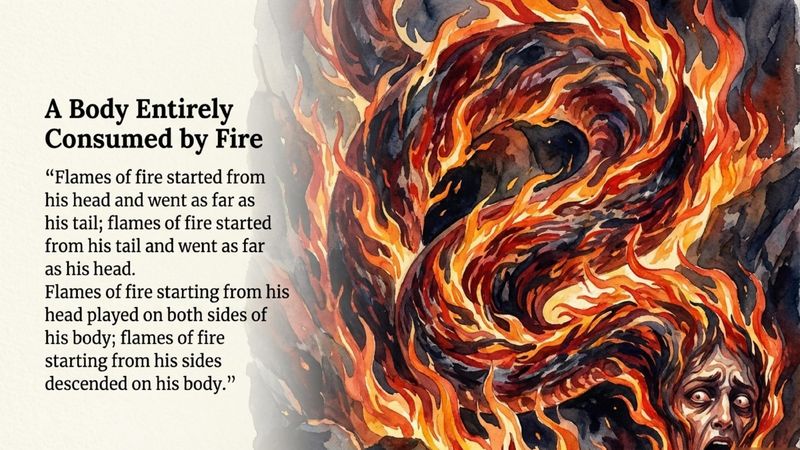 A Body Entirely
Consumed by Fire
“Flames of fire started from
his head and went as far as
his tail; flames of fire started
from his tail and went as far
as his head.
Flames of fire starting from his
head played on both sides of
his body; flames of fire
starting from his sides
descended on his body.”